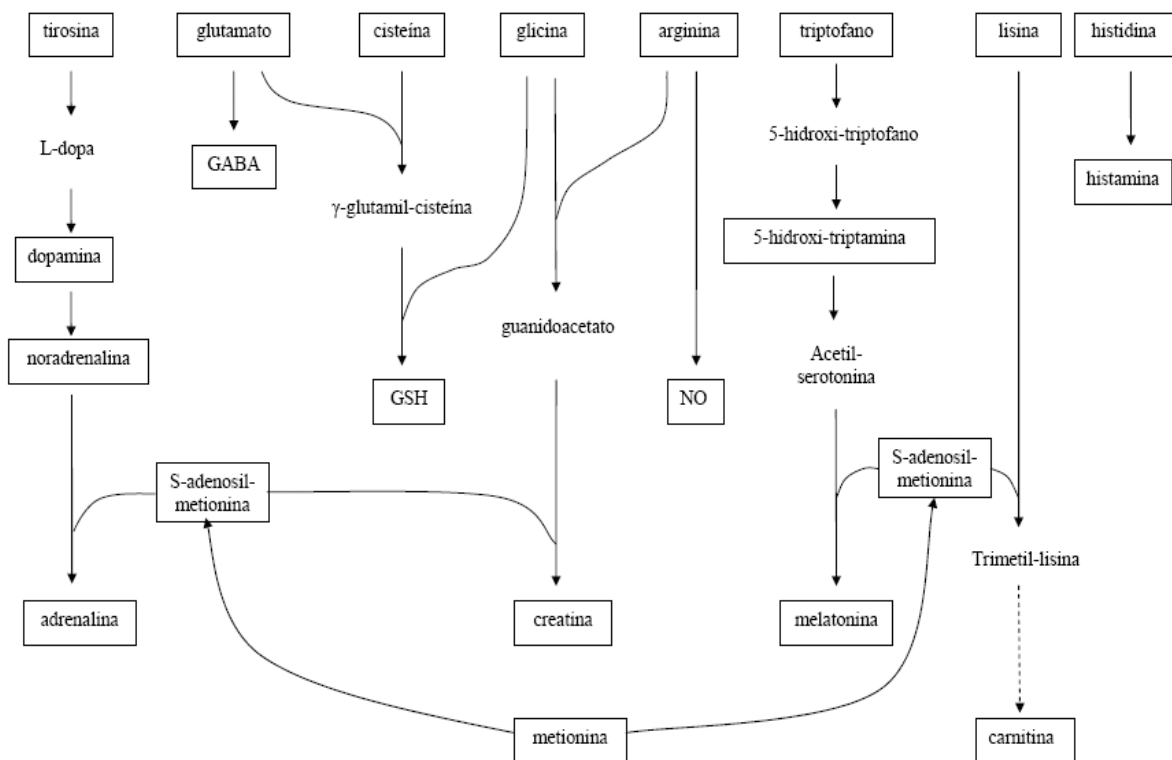 tirosina
glutamato
cisteína
glicina
arginina
triptofano
lisina
histidina
L-dopa
GABA
5-hidroxi-triptofano
histamina
γ-glutamil-cisteína
dopamina
5-hidroxi-triptamina
guanidoacetato
noradrenalina
Acetil-
serotonina
GSH
NO
S-adenosil-
metionina
S-adenosil-
metionina
Trimetil-lisina
adrenalina
creatina
melatonina
metionina
carnitina